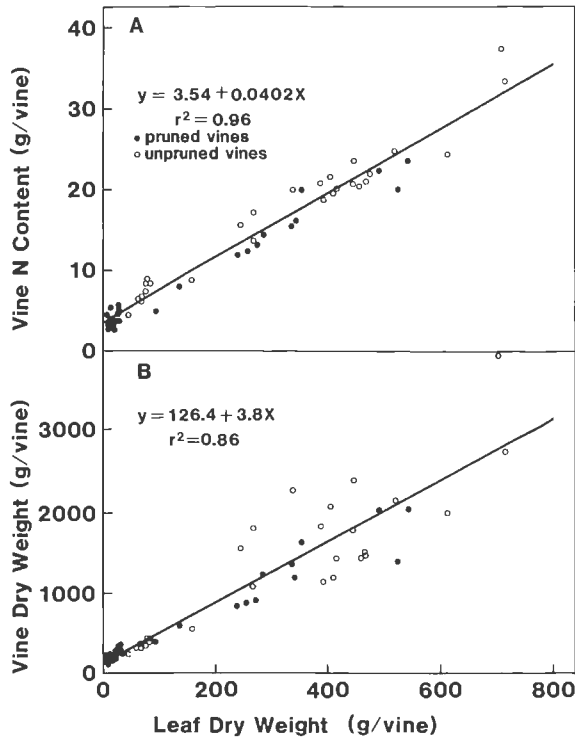 A
40
30
20
10
0
Vine N Content (g/vine)
y = 3.54 + 0.0402X
r² = 0.96
• pruned vines
○ unpruned vines
B
3000
2000
1000
0
Vine Dry Weight (g/vine)
y = 126.4 + 3.8X
r² = 0.86
0 200 400 600 800
Leaf Dry Weight (g/vine)